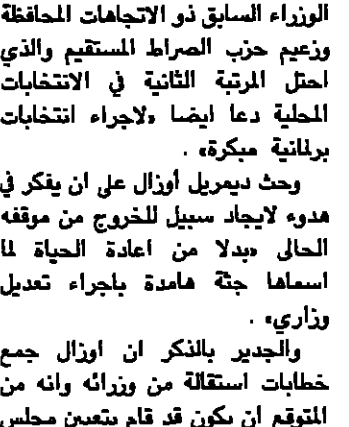 الوزراء السابق ذو الاتجاهات المحافظة
وزعيم حزب الصراط المستقيم والذي
احتل المرتبة الثانية في الانتخابات
المحلية دعا ايضا «لاجراء انتخابات
برلمانية مبكرة» .
وحث ديمريل أوزال على ان يفكر في
هدوء لايجاد سبيل للخروج من موقفه
الحالى «بدلا من اعادة الحياة لما
اسماها جثة هامدة باجراء تعديل
وزاري» .
والجدير بالذكر ان اوزال جمع
خطابات استقالة من وزرائه وانه من
المتوقع ان يكون قد قام بتعيين مجلس